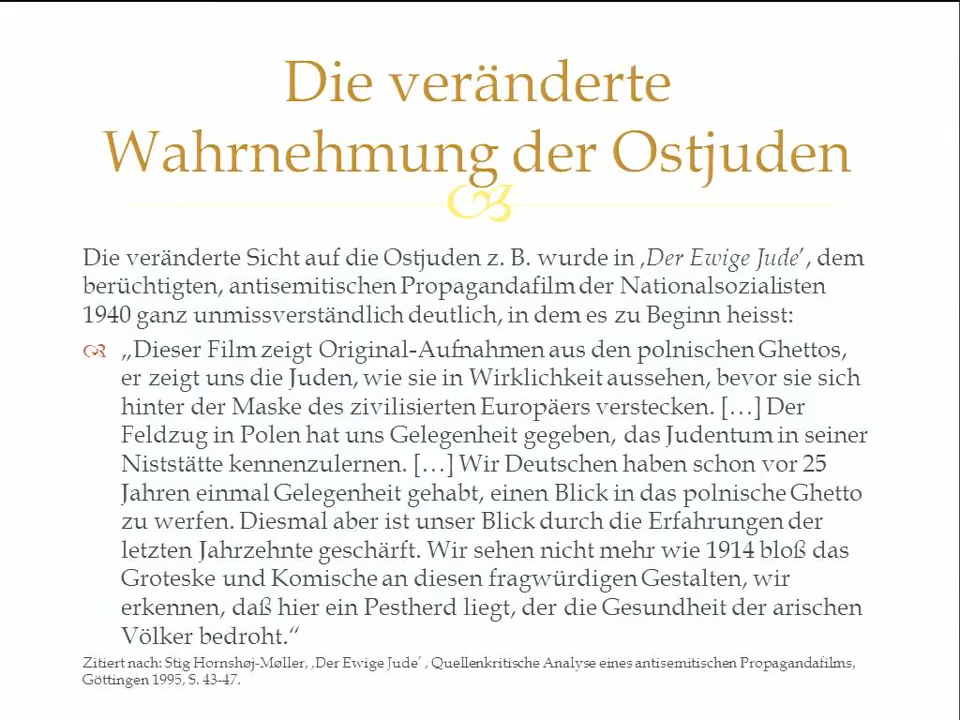 Die veränderte
Wahrnehmung der Ostjuden
Die veränderte Sicht auf die Ostjuden z. B. wurde in ‚Der Ewige Jude’, dem
berüchtigten, antisemitischen Propagandafilm der Nationalsozialisten
1940 ganz unmissverständlich deutlich, in dem es zu Beginn heisst:
„Dieser Film zeigt Original-Aufnahmen aus den polnischen Ghettos,
er zeigt uns die Juden, wie sie in Wirklichkeit aussehen, bevor sie sich
hinter der Maske des zivilisierten Europäers verstecken. […] Der
Feldzug in Polen hat uns Gelegenheit gegeben, das Judentum in seiner
Niststätte kennenzulernen. […] Wir Deutschen haben schon vor 25
Jahren einmal Gelegenheit gehabt, einen Blick in das polnische Ghetto
zu werfen. Diesmal aber ist unser Blick durch die Erfahrungen der
letzten Jahrzehnte geschärft. Wir sehen nicht mehr wie 1914 bloß das
Groteske und Komische an diesen fragwürdigen Gestalten, wir
erkennen, daß hier ein Pestherd liegt, der die Gesundheit der arischen
Völker bedroht.“
Zitiert nach: Stig Hornshøj-Møller, ‚Der Ewige Jude’ , Quellenkritische Analyse eines antisemitischen Propagandafilms,
Göttingen 1995, S. 43-47.